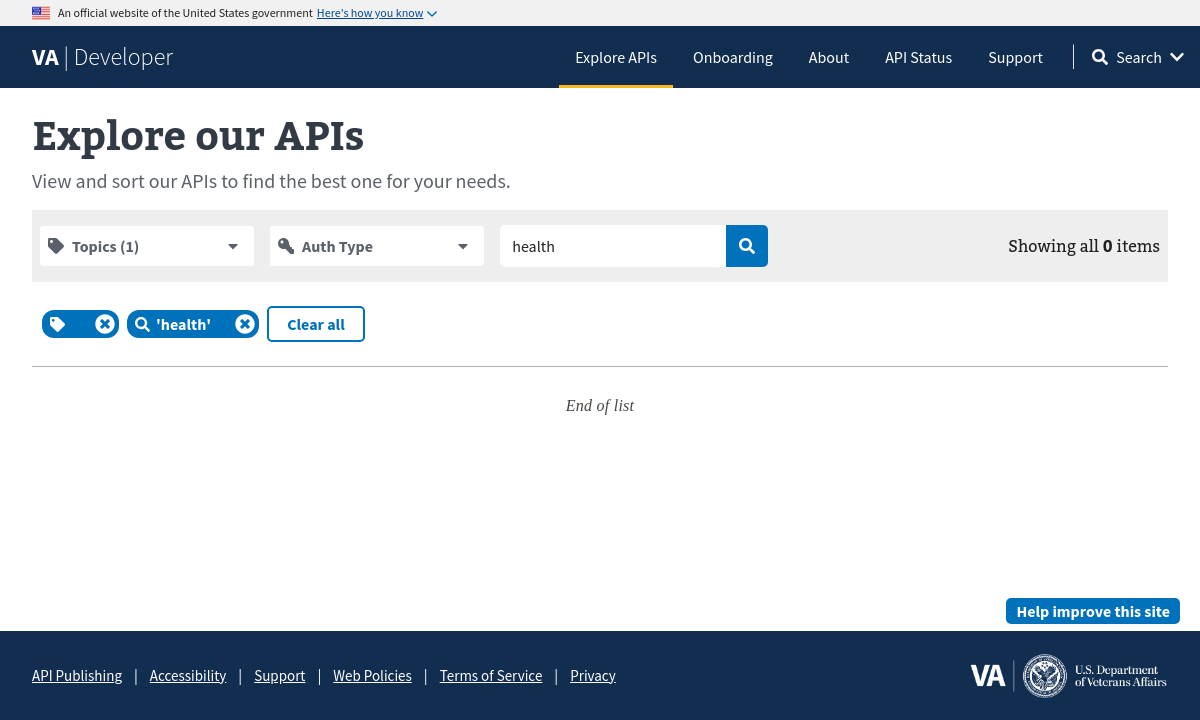 An official website of the United States government Here's how you know
VA | Developer
Explore APIs
Onboarding
About
API Status
Support
Search
Explore our APIs
View and sort our APIs to find the best one for your needs.
Topics (1)
Auth Type
health
Showing all 0 items
'health'
Clear all
End of list
Help improve this site
API Publishing | Accessibility | Support | Web Policies | Terms of Service | Privacy
VA
U.S. Department
of Veterans Affairs